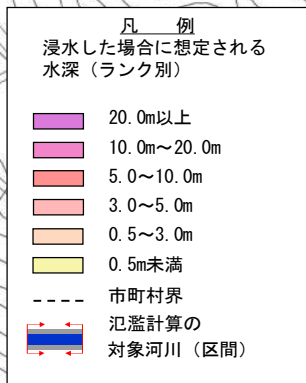 凡　例
浸水した場合に想定される
水深（ランク別）
20.0m以上
10.0m～20.0m
5.0～10.0m
3.0～5.0m
0.5～3.0m
0.5m未満
市町村界
氾濫計算の
対象河川（区間）